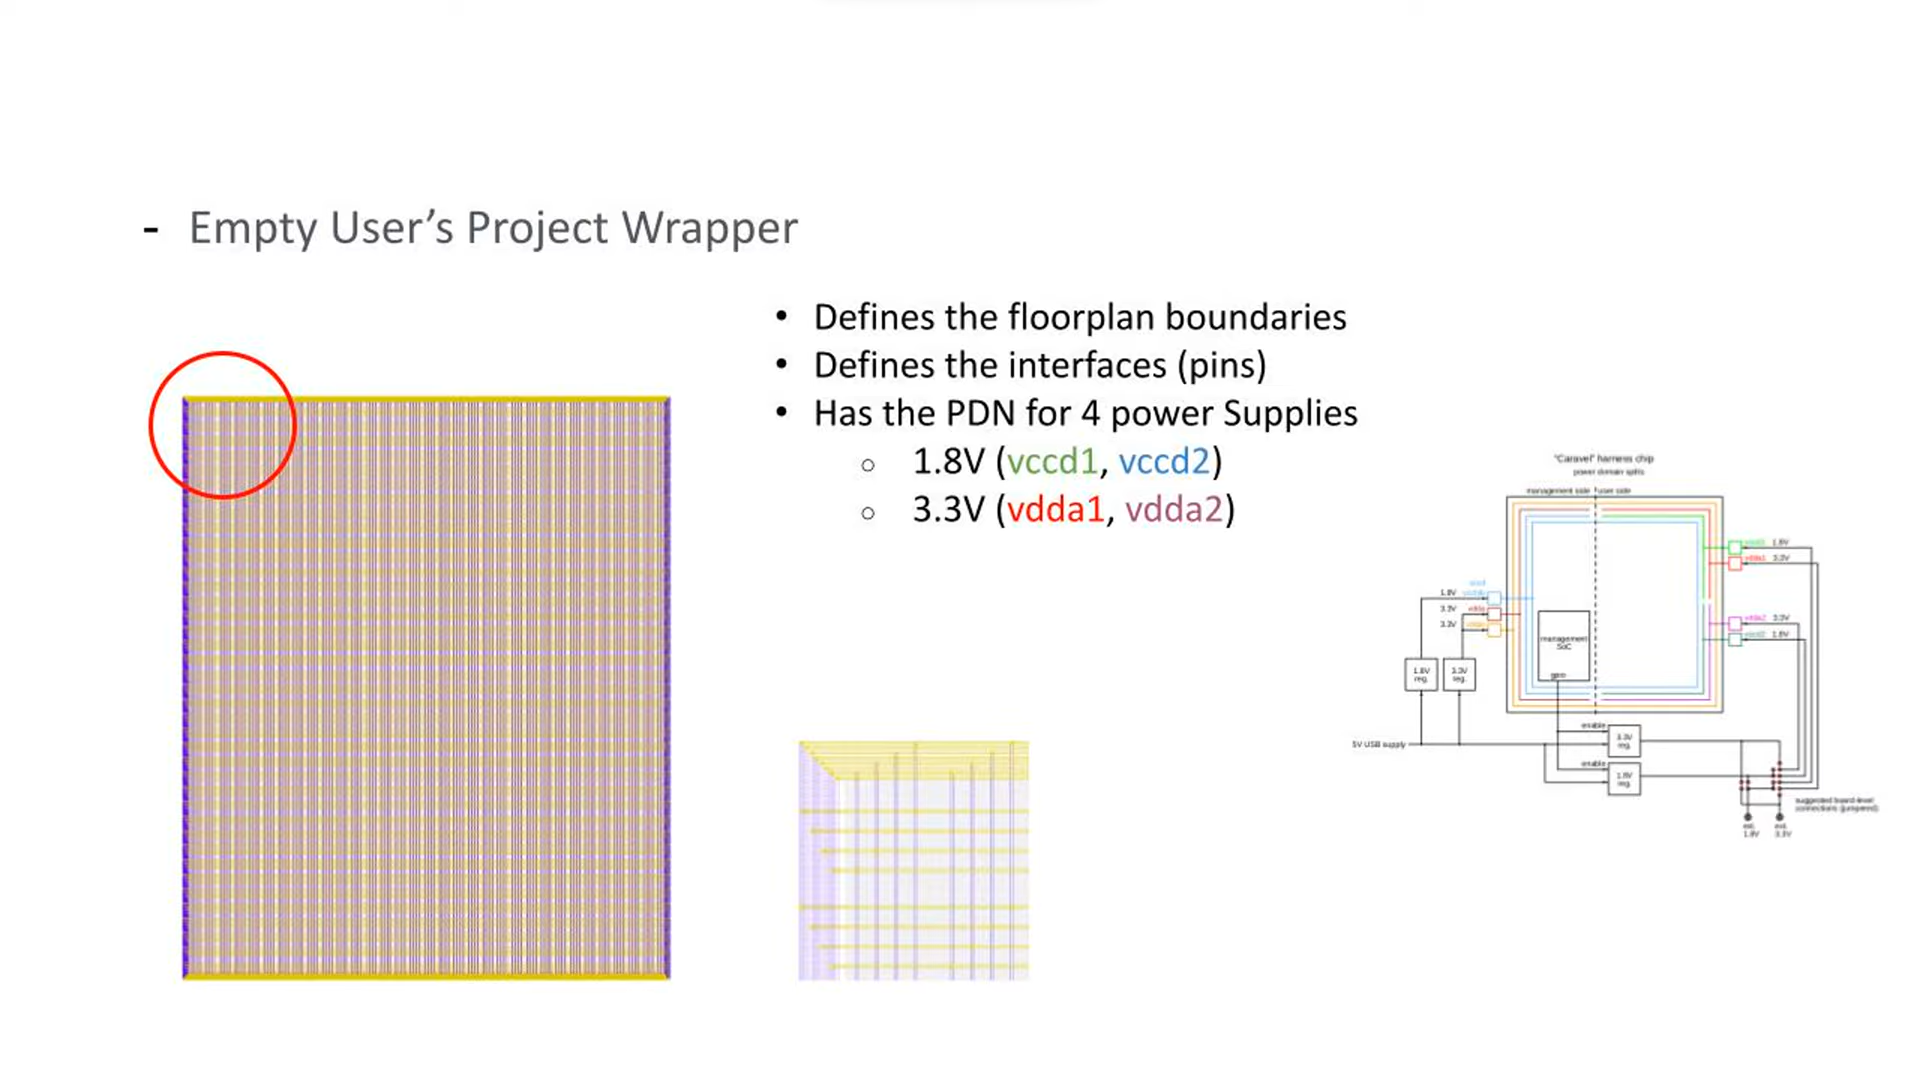 - Empty User’s Project Wrapper
• Defines the floorplan boundaries
• Defines the interfaces (pins)
• Has the PDN for 4 power Supplies
○ 1.8V (vccd1, vccd2)
○ 3.3V (vdda1, vdda2)
"Caravel" harness chip
power domain splits
management side user side
vccd1 1.8V
vdda1 3.3V
vccd
1.8V
3.3V vdda
3.3V
vdda2 3.3V
vccd2 1.8V
management
SoC
gpio
1.8V
reg.
3.3V
reg.
enable
3.3V
reg.
5V USB supply
enable
1.8V
reg.
suggested board-level
connections (jumpered)
ext.
1.8V
ext.
3.3V